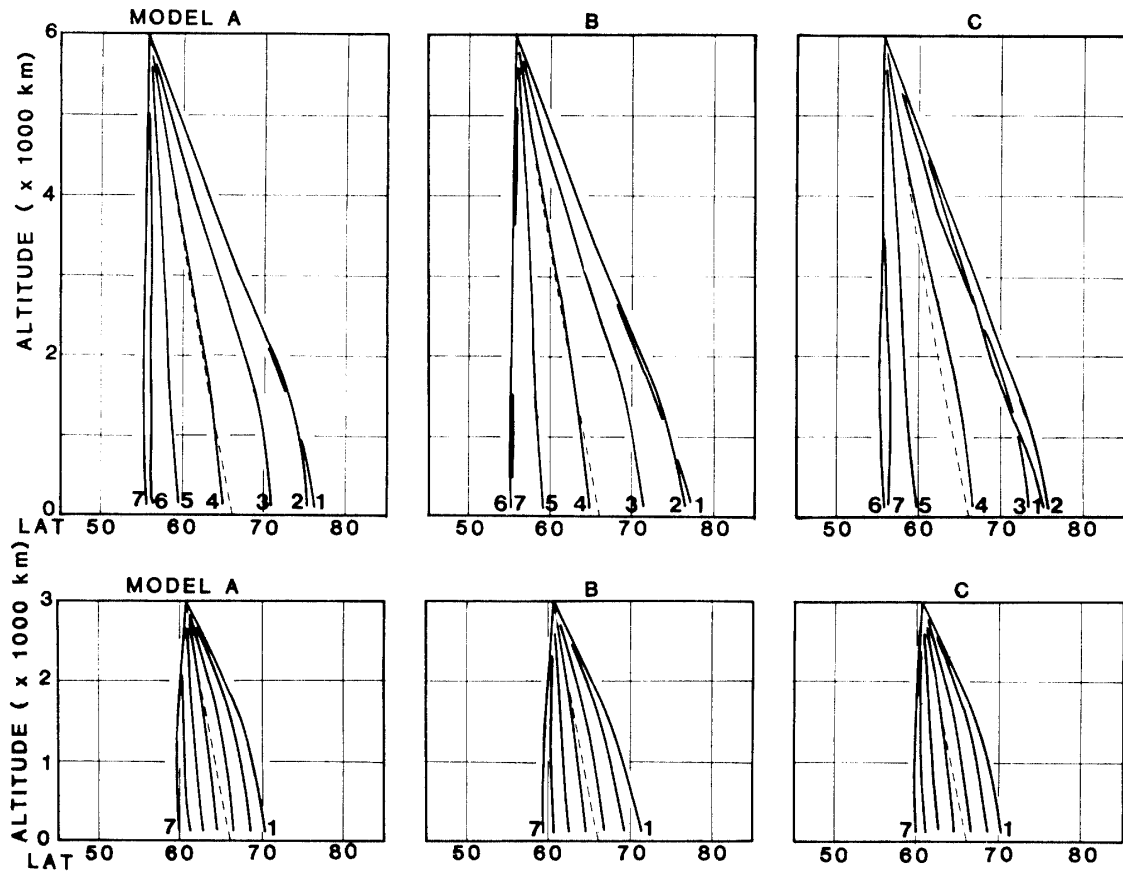 MODEL A B C
ALTITUDE ( x 1000 km)
6
4
2
0
7 6 5 4 3 2 1
6 7 5 4 3 2 1
6 7 5 4 3 1 2
LAT 50 60 70 80 50 60 70 80 50 60 70 80
MODEL A B C
ALTITUDE ( x 1000 km)
3
2
1
0
7 1
7 1
7 1
LAT 50 60 70 80 50 60 70 80 50 60 70 80